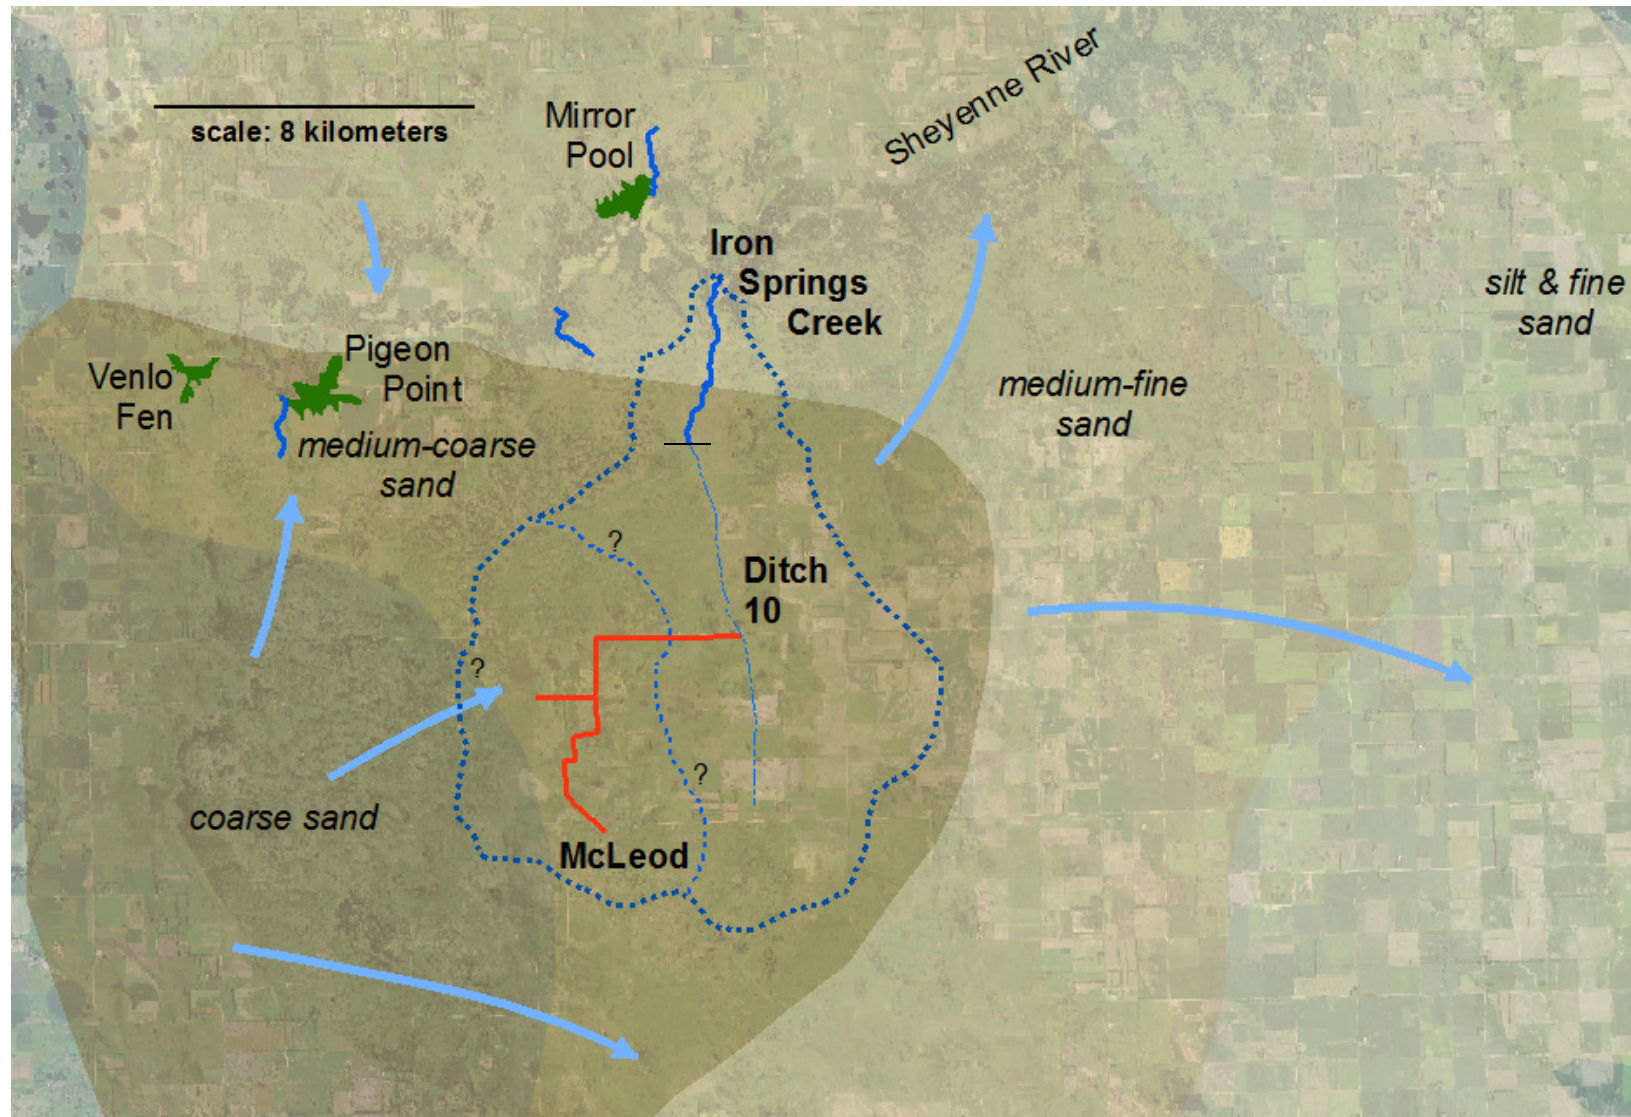 Sheyenne River
scale: 8 kilometers
Mirror
Pool
Iron
Springs
Creek
silt & fine
sand
Pigeon
Point
Venlo
Fen
medium-fine
sand
medium-coarse
sand
?
Ditch
10
?
?
coarse sand
McLeod